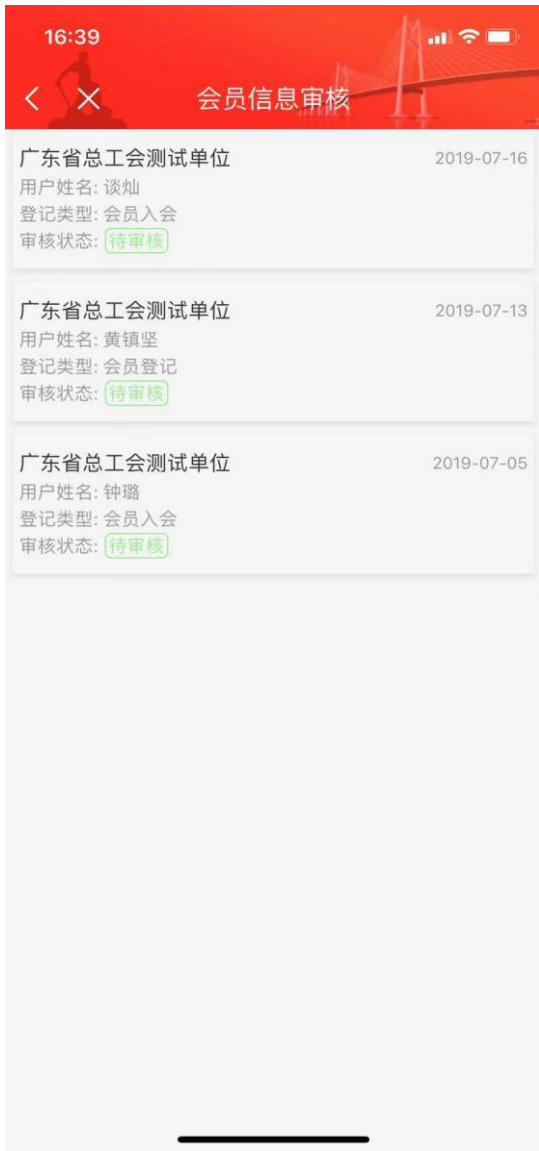 16:39
会员信息审核
广东省总工会测试单位 2019-07-16
用户姓名: 谈灿
登记类型: 会员入会
审核状态: 待审核
广东省总工会测试单位 2019-07-13
用户姓名: 黄镇坚
登记类型: 会员登记
审核状态: 待审核
广东省总工会测试单位 2019-07-05
用户姓名: 钟璐
登记类型: 会员入会
审核状态: 待审核